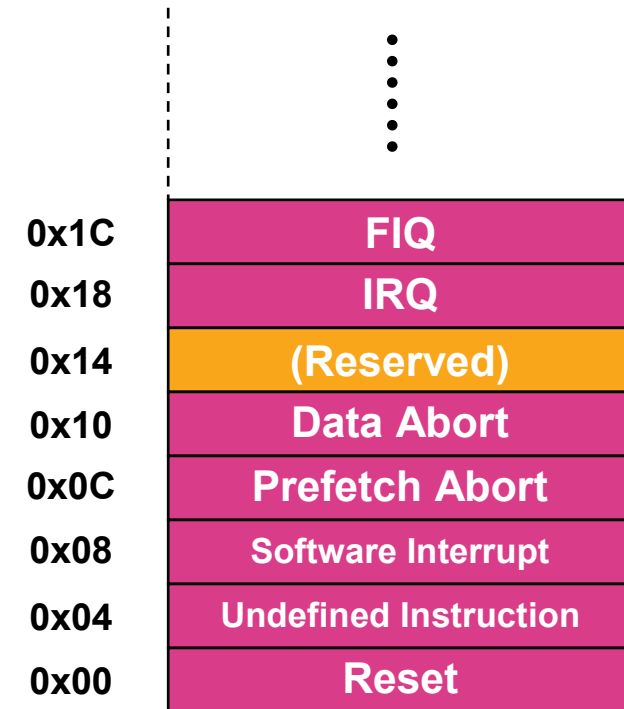 0x1C FIQ
0x18 IRQ
0x14 (Reserved)
0x10 Data Abort
0x0C Prefetch Abort
0x08 Software Interrupt
0x04 Undefined Instruction
0x00 Reset